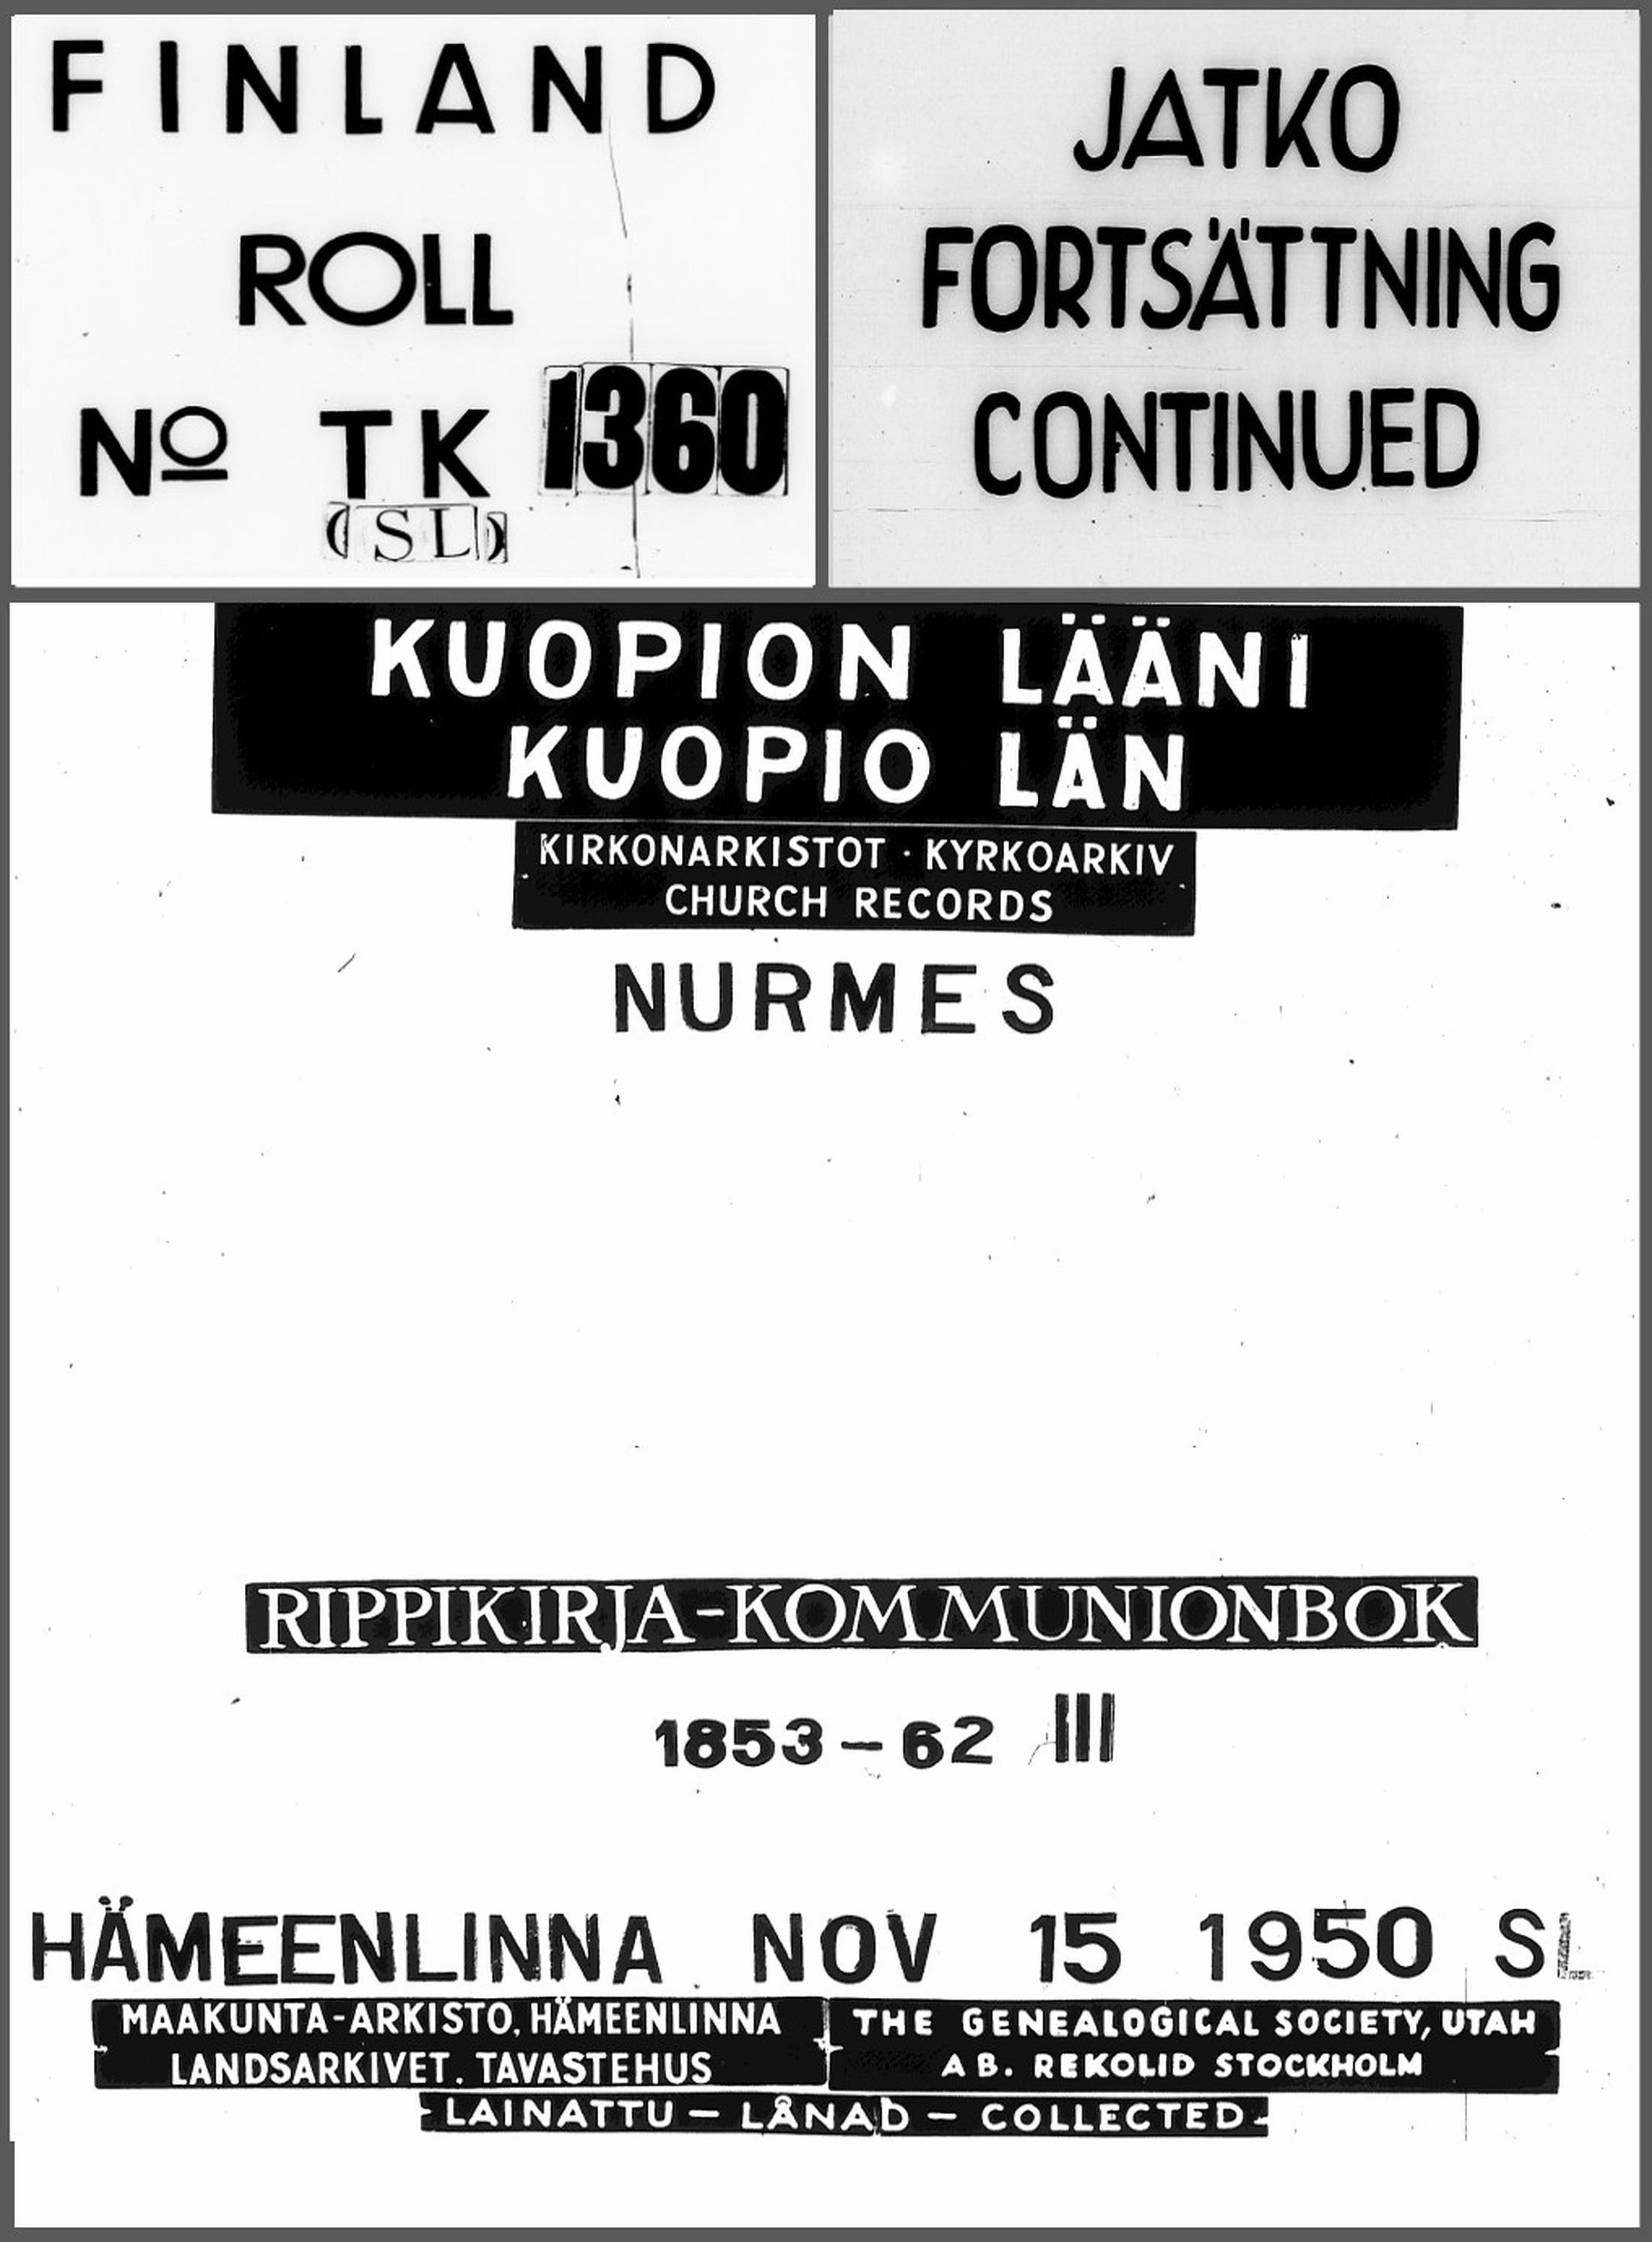 FINLAND
ROLL
Nº TK 1360
(SL)
JATKO
FORTSÄTTNING
CONTINUED
KUOPION LÄÄNI
KUOPIO LÄN
KIRKONARKISTOT · KYRKOARKIV
CHURCH RECORDS
NURMES
RIPPIKIRJA-KOMMUNIONBOK
1853 – 62 III
HÄMEENLINNA NOV 15 1950 SL
MAAKUNTA-ARKISTO, HÄMEENLINNA
LANDSARKIVET, TAVASTEHUS
THE GENEALOGICAL SOCIETY, UTAH
AB. REKOLID STOCKHOLM
LAINATTU – LÅNAD – COLLECTED